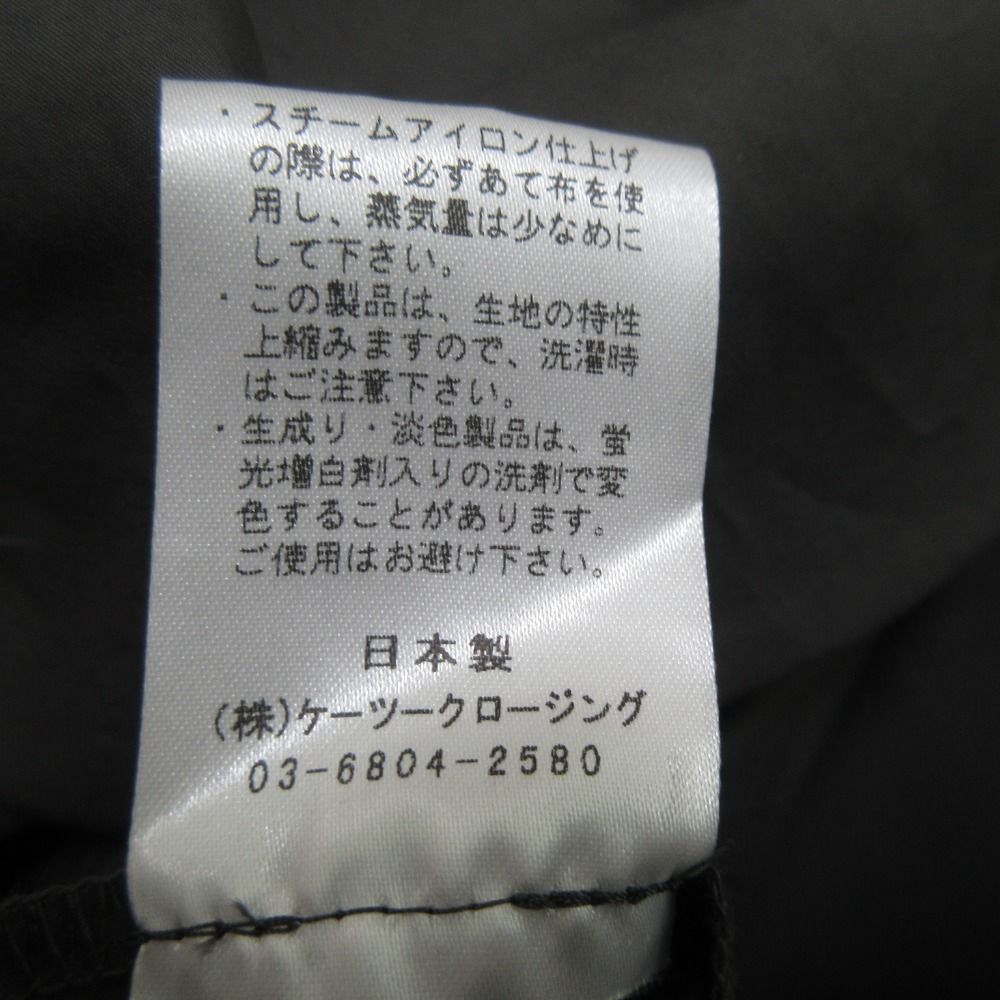 ・スチームアイロン仕上げ
の際は、必ずあて布を使
用し、蒸気量は少なめに
して下さい。
・この製品は、生地の特性
上縮みますので、洗濯時
はご注意下さい。
・生成り・淡色製品は、蛍
光増白剤入りの洗剤で変
色することがあります。
ご使用はお避け下さい。
日本製
(株)ケーツークロージング
03-6804-2580